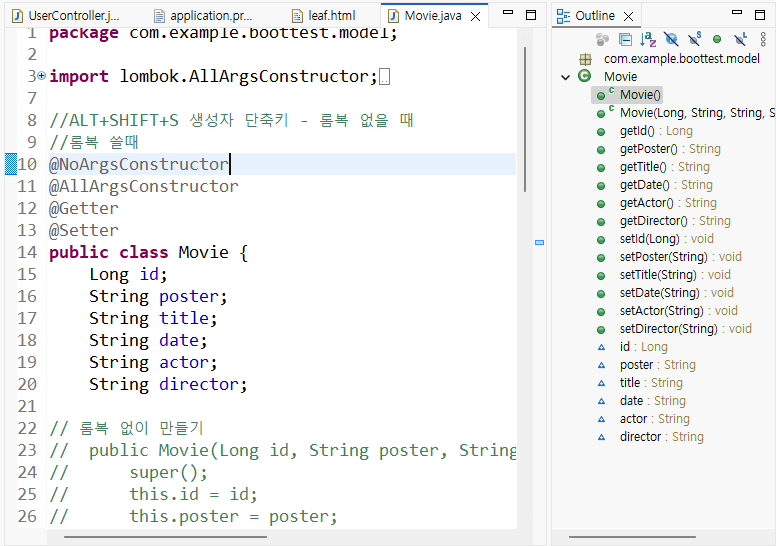 UserController.j...
application.pr...
leaf.html
Movie.java
1 package com.example.boottest.model;
2
3 import lombok.AllArgsConstructor;
7
8 //ALT+SHIFT+S 생성자 단축키 - 롬복 없을 때
9 //롬복 쓸때
10 @NoArgsConstructor
11 @AllArgsConstructor
12 @Getter
13 @Setter
14 public class Movie {
15 Long id;
16 String poster;
17 String title;
18 String date;
19 String actor;
20 String director;
21
22 // 롬복 없이 만들기
23 // public Movie(Long id, String poster, String
24 // super();
25 // this.id = id;
26 // this.poster = poster;
Outline
com.example.boottest.model
Movie
Movie()
Movie(Long, String, String, S
getId() : Long
getPoster() : String
getTitle() : String
getDate() : String
getActor() : String
getDirector() : String
setId(Long) : void
setPoster(String) : void
setTitle(String) : void
setDate(String) : void
setActor(String) : void
setDirector(String) : void
id : Long
poster : String
title : String
date : String
actor : String
director : String